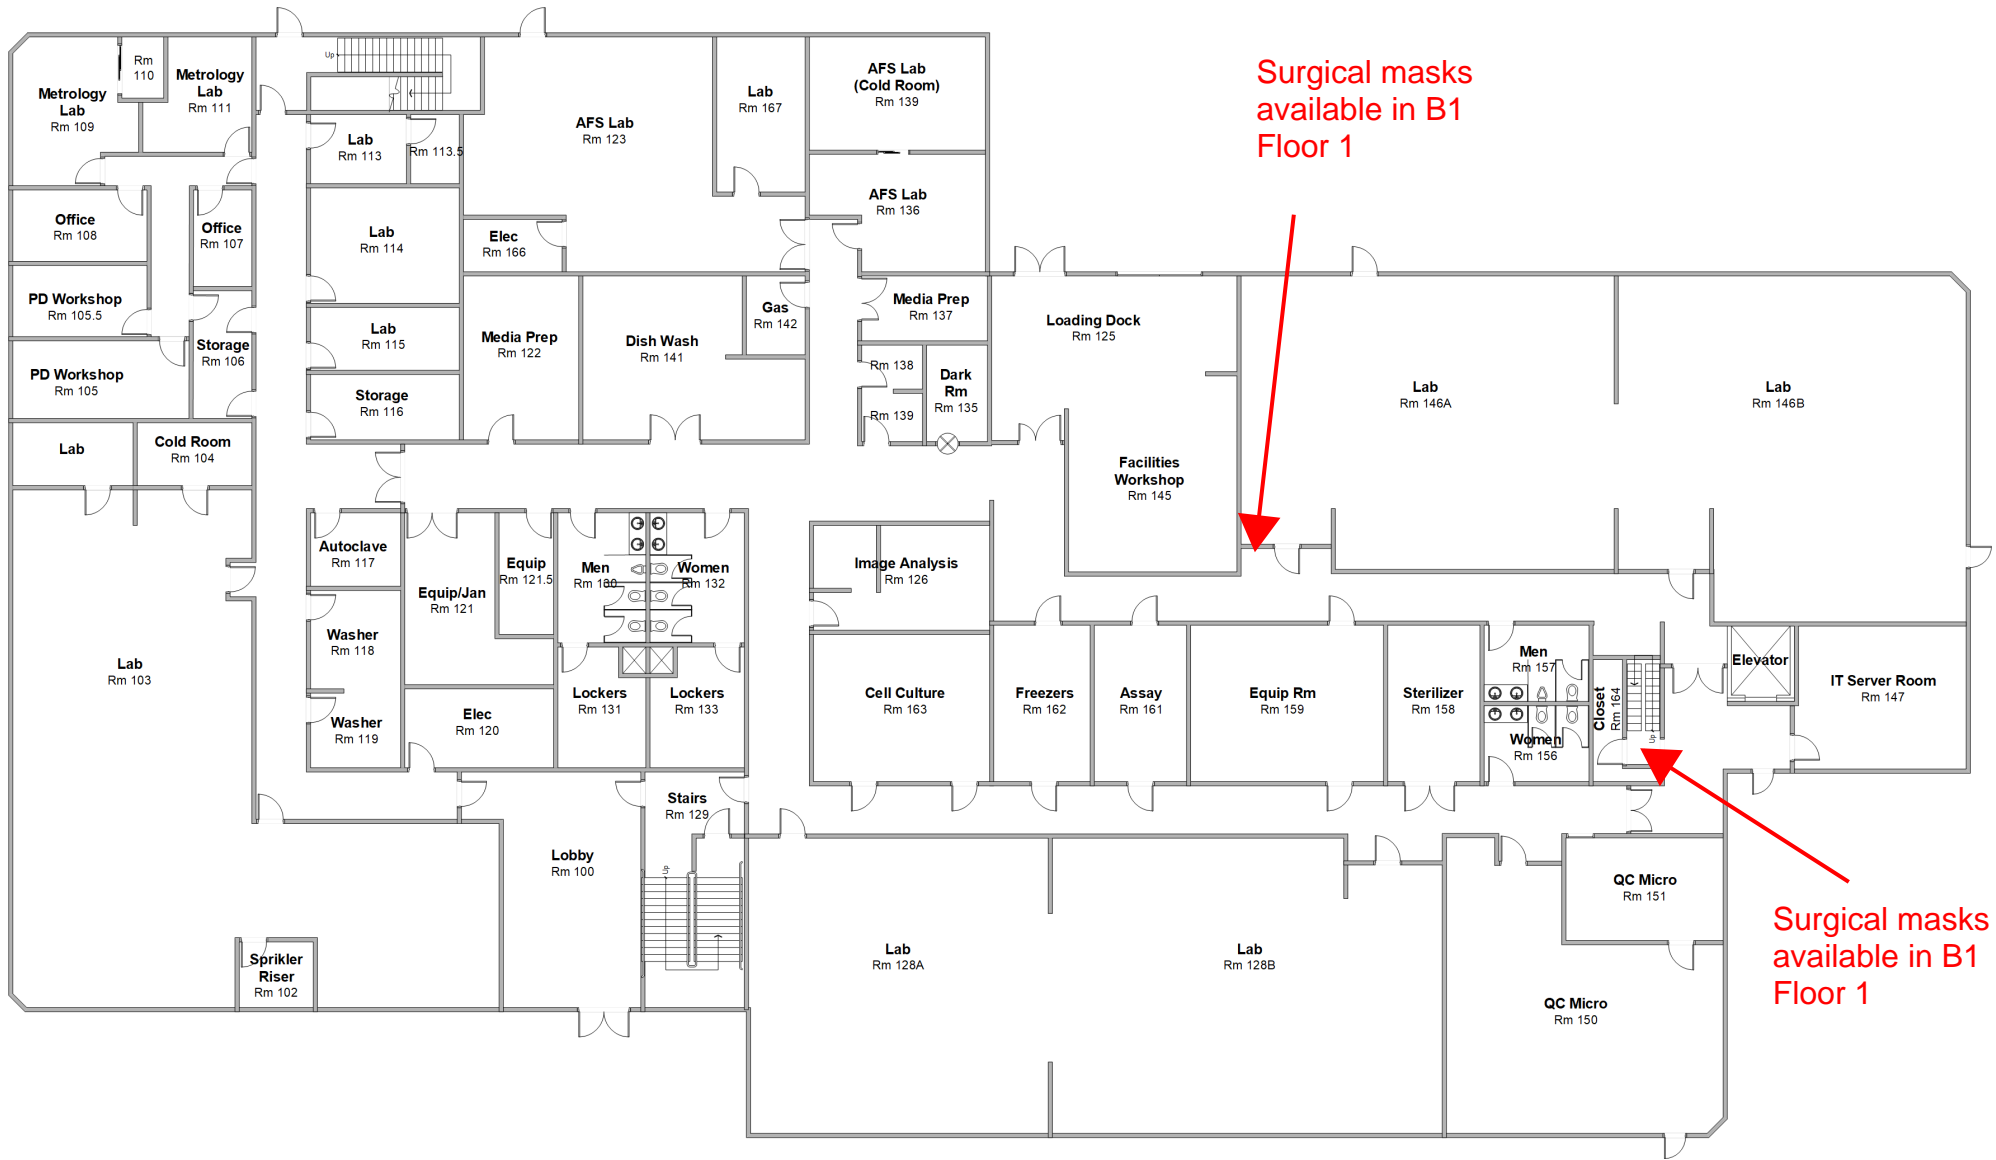 Up
Rm
110
Metrology
Lab
Rm 109
Metrology
Lab
Rm 111
Lab
Rm 113
Rm 113.5
AFS Lab
Rm 123
Lab
Rm 167
AFS Lab
(Cold Room)
Rm 139
AFS Lab
Rm 136
Surgical masks
available in B1
Floor 1
Office
Rm 108
Office
Rm 107
Lab
Rm 114
Elec
Rm 166
PD Workshop
Rm 105.5
Storage
Rm 106
PD Workshop
Rm 105
Lab
Rm 115
Storage
Rm 116
Media Prep
Rm 122
Dish Wash
Rm 141
Gas
Rm 142
Media Prep
Rm 137
Rm 138
Rm 139
Dark
Rm
Rm 135
Loading Dock
Rm 125
Facilities
Workshop
Rm 145
Lab
Rm 146A
Lab
Rm 146B
Lab
Cold Room
Rm 104
Autoclave
Rm 117
Equip/Jan
Rm 121
Equip
Rm 121.5
Men
Rm 130
Women
Rm 132
Image Analysis
Rm 126
Lab
Rm 103
Washer
Rm 118
Washer
Rm 119
Elec
Rm 120
Lockers
Rm 131
Lockers
Rm 133
Cell Culture
Rm 163
Freezers
Rm 162
Assay
Rm 161
Equip Rm
Rm 159
Sterilizer
Rm 158
Men
Rm 157
Women
Rm 156
Closet
Rm 164
Up
Elevator
IT Server Room
Rm 147
Stairs
Rm 129
Lobby
Rm 100
Up
Sprikler
Riser
Rm 102
Lab
Rm 128A
Lab
Rm 128B
QC Micro
Rm 151
QC Micro
Rm 150
Surgical masks
available in B1
Floor 1